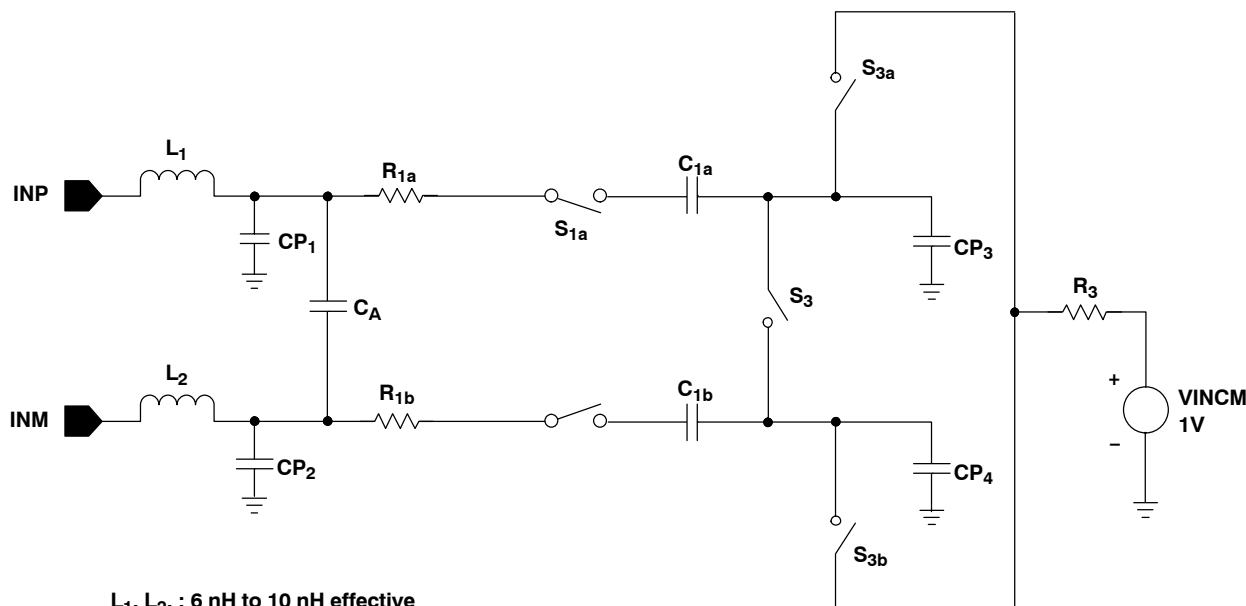 S3a
L1
R1a
C1a
INP
S1a
CP1
CP3
S3
R3
CA
L2
R1b
C1b
+
VINCM
1V
INM
−
CP2
CP4
S3b
L1, L2, : 6 nH to 10 nH effective